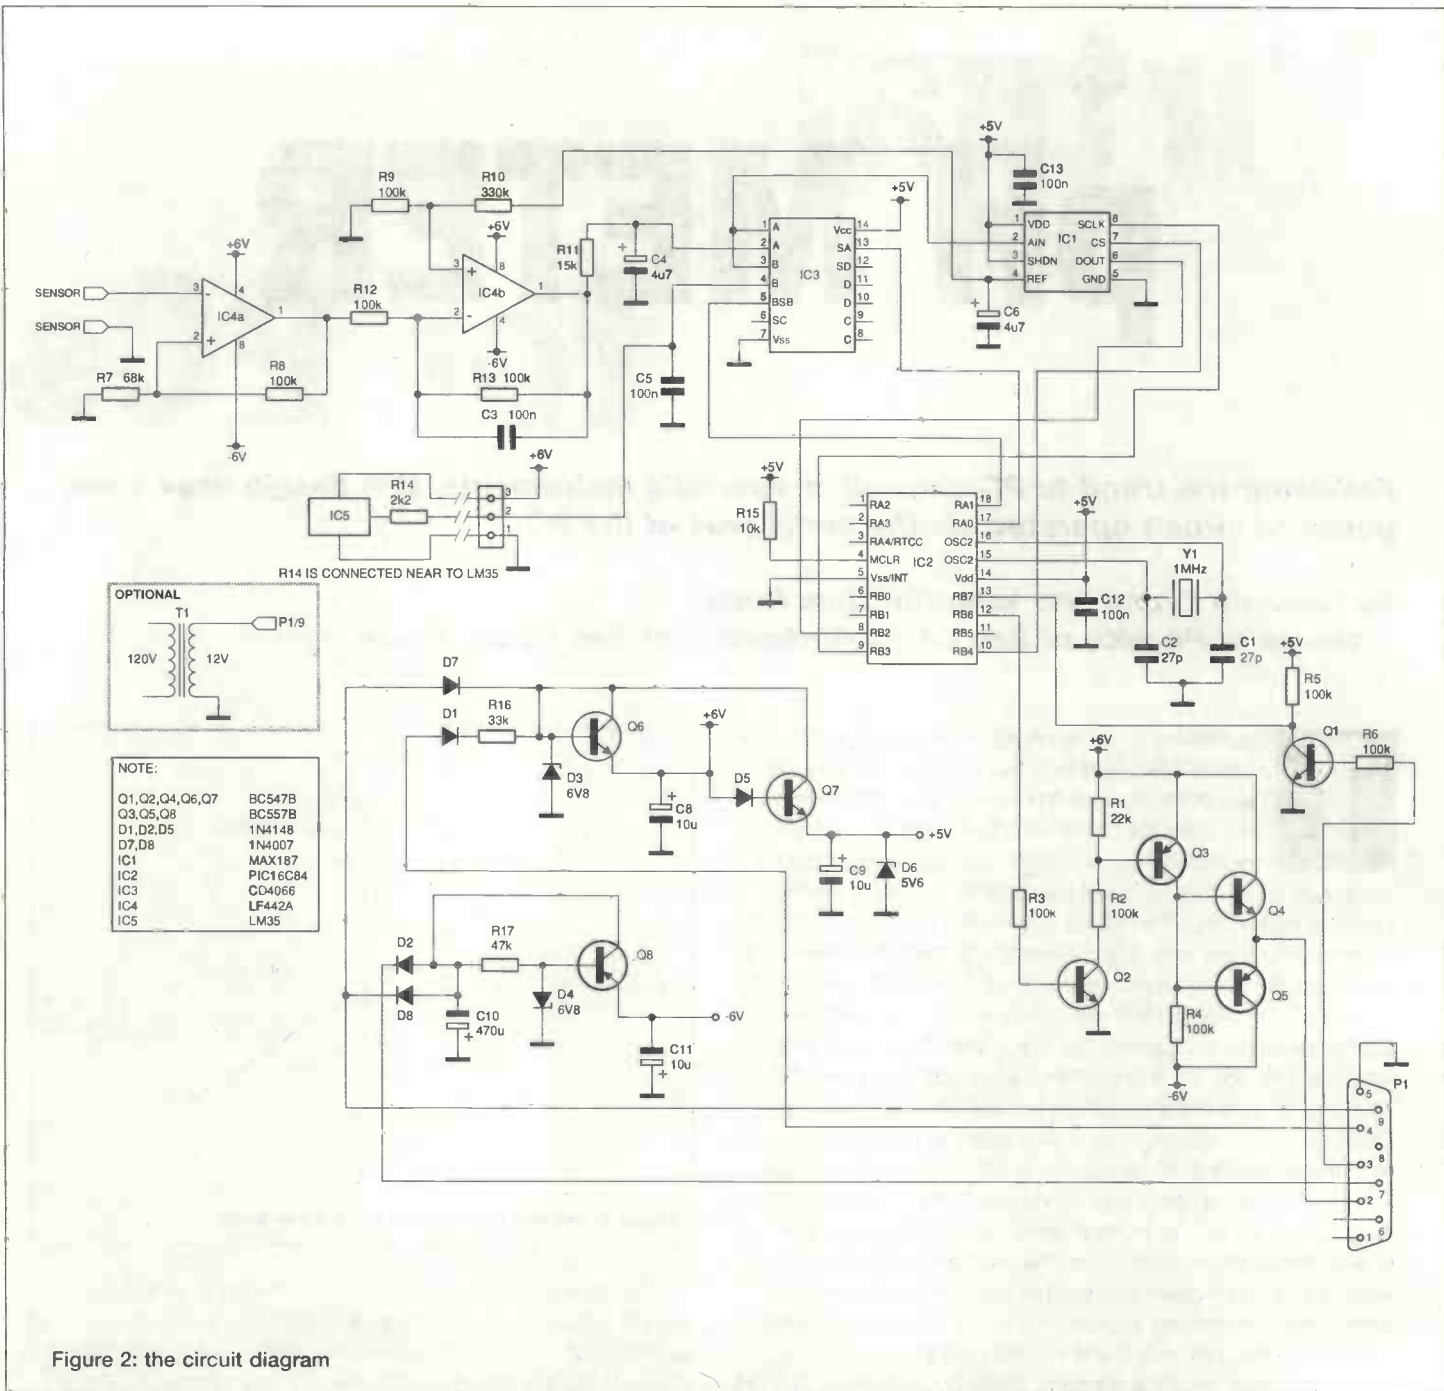 +5V
C13
100n
R9
100k
R10
330k
+5V
+6V
+6V
R11
15k
C4
4u7
1 A Vcc 14
2 A SA 13
3 B SD 12
4 B D 11
5 BSB D 10
6 SC C 9
7 Vss C 8
IC3
1 VDD SCLK 8
2 AIN IC1 CS 7
3 SHDN DOUT 6
4 REF GND 5
C6
4u7
SENSOR
SENSOR
3
-
4
IC4a
1
2
+
8
R12
100k
3
+
8
IC4b
1
2
-
4
-6V
R7 68k
R8
100k
-6V
R13 100k
C3 100n
C5
100n
+6V
R14
2k2
IC5
3
2
1
R14 IS CONNECTED NEAR TO LM35
+5V
R15
10k
1 RA2 RA1 18
2 RA3 RA0 17
3 RA4/RTCC OSC2 16
4 MCLR IC2 OSC2 15
5 Vss/INT Vdd 14
6 RB0 RB7 13
7 RB1 RB6 12
8 RB2 RB5 11
9 RB3 RB4 10
+5V
C12
100n
Y1
1MHz
C2
27p
C1
27p
OPTIONAL
T1
P1/9
120V
12V
+5V
R5
100k
Q1
R6
100k
D7
D1
R16
33k
Q6
+6V
D3
6V8
C8
10u
D5
Q7
+5V
C9
10u
D6
5V6
NOTE:
Q1,Q2,Q4,Q6,Q7 BC547B
Q3,Q5,Q8 BC557B
D1,D2,D5 1N4148
D7,D8 1N4007
IC1 MAX187
IC2 PIC16C84
IC3 CD4066
IC4 LF442A
IC5 LM35
+6V
R1
22k
Q3
R3
100k
R2
100k
Q4
Q2
Q5
R4
100k
-6V
D2
R17
47k
Q8
D8
C10
470u
D4
6V8
-6V
C11
10u
P1
5
9
4
8
3
7
2
6
1
Figure 2: the circuit diagram